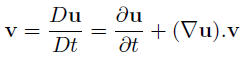 v = Du/Dt = ∂u/∂t + (∇u).v